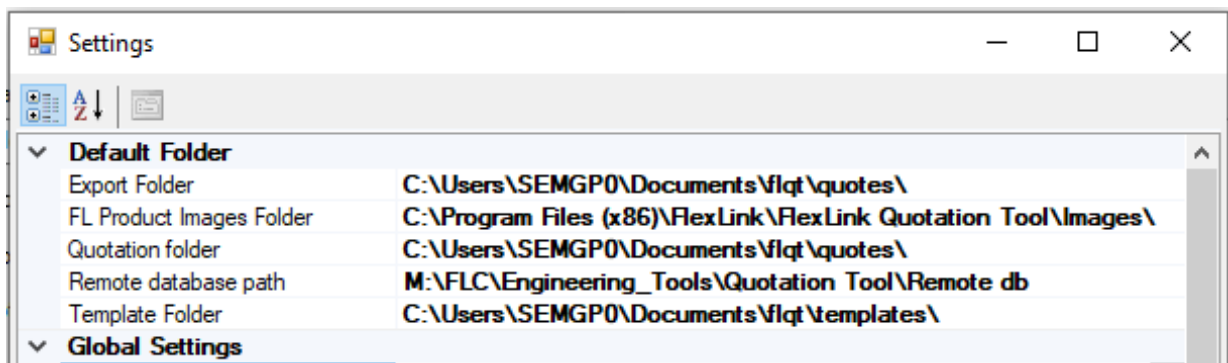 Settings
Default Folder
Export Folder C:\Users\SEMGP0\Documents\flqt\quotes\
FL Product Images Folder C:\Program Files (x86)\FlexLink\FlexLink Quotation Tool\Images\
Quotation folder C:\Users\SEMGP0\Documents\flqt\quotes\
Remote database path M:\FLC\Engineering_Tools\Quotation Tool\Remote db
Template Folder C:\Users\SEMGP0\Documents\flqt\templates\
Global Settings